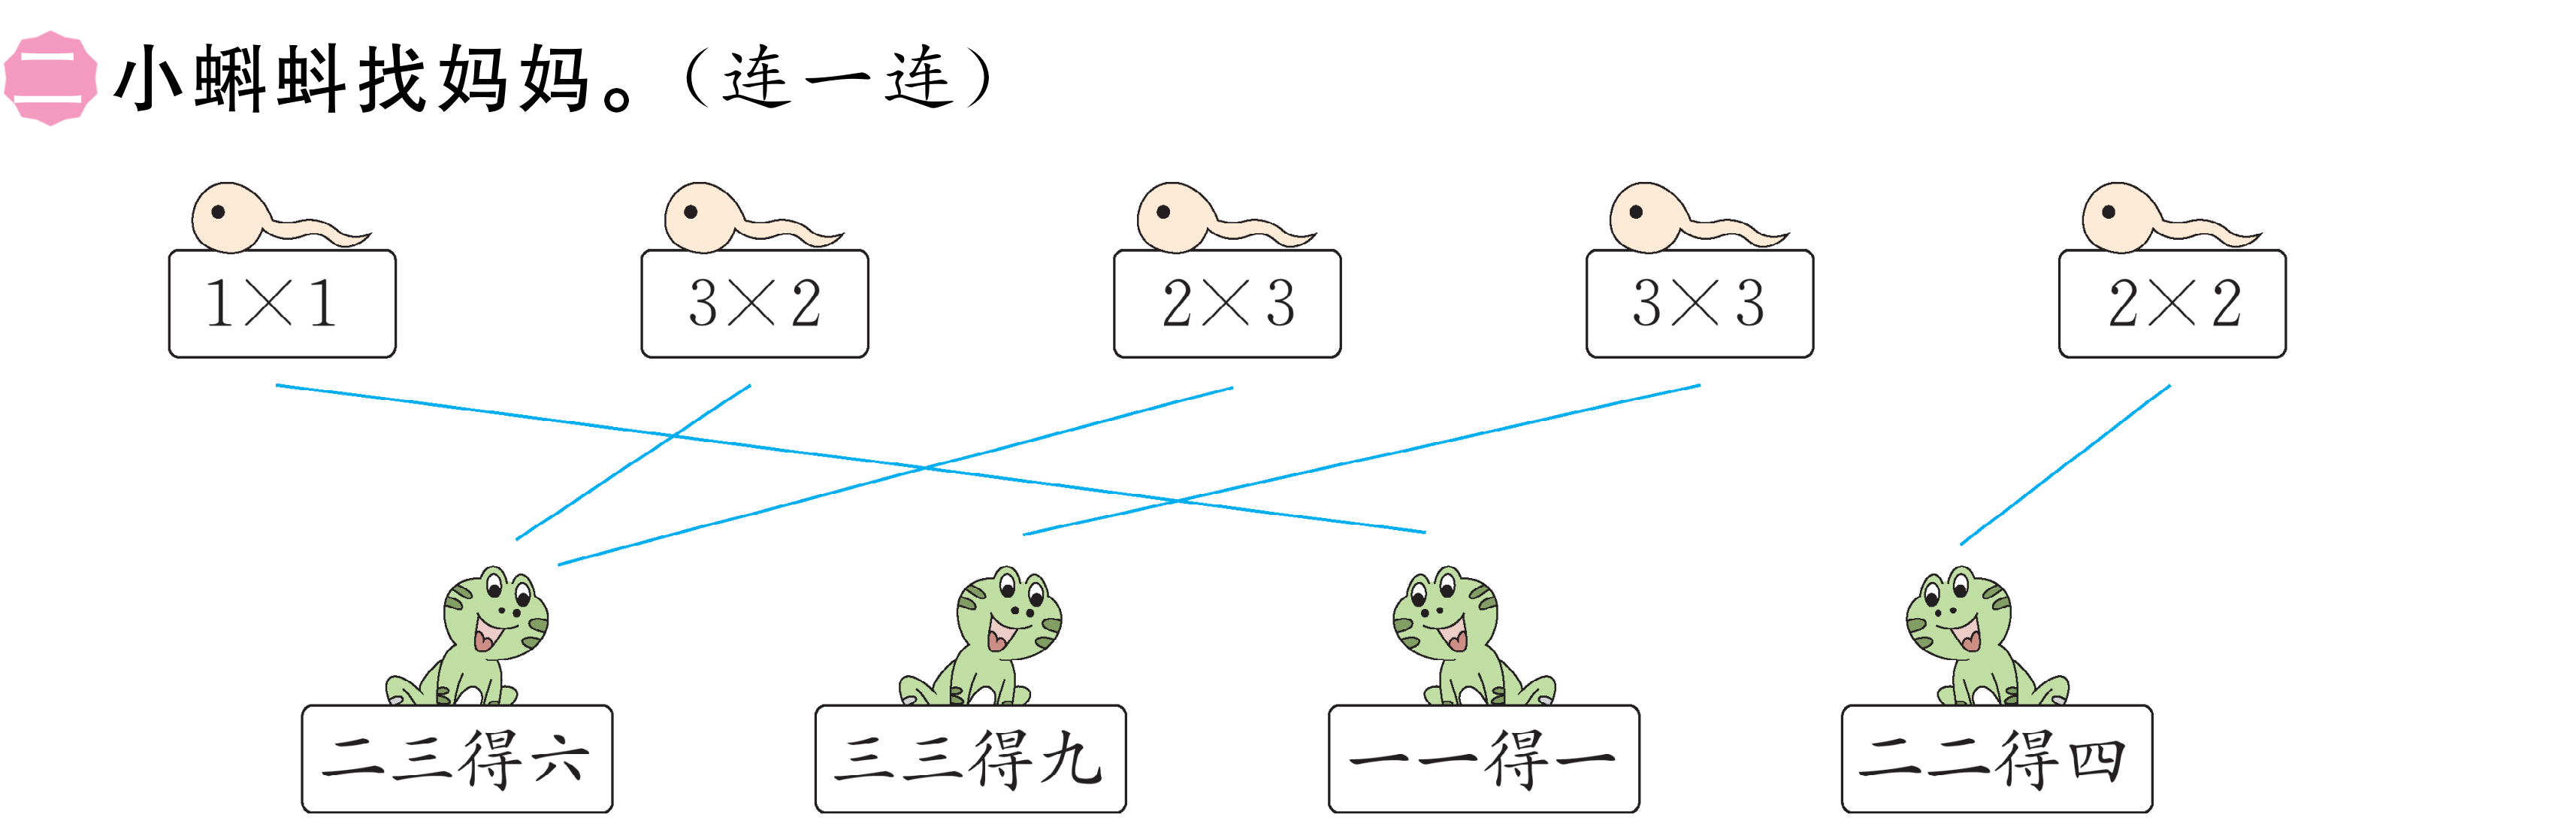 二 小蝌蚪找妈妈。（连一连）
1×1 3×2 2×3 3×3 2×2
二三得六 三三得九 一一得一 二二得四